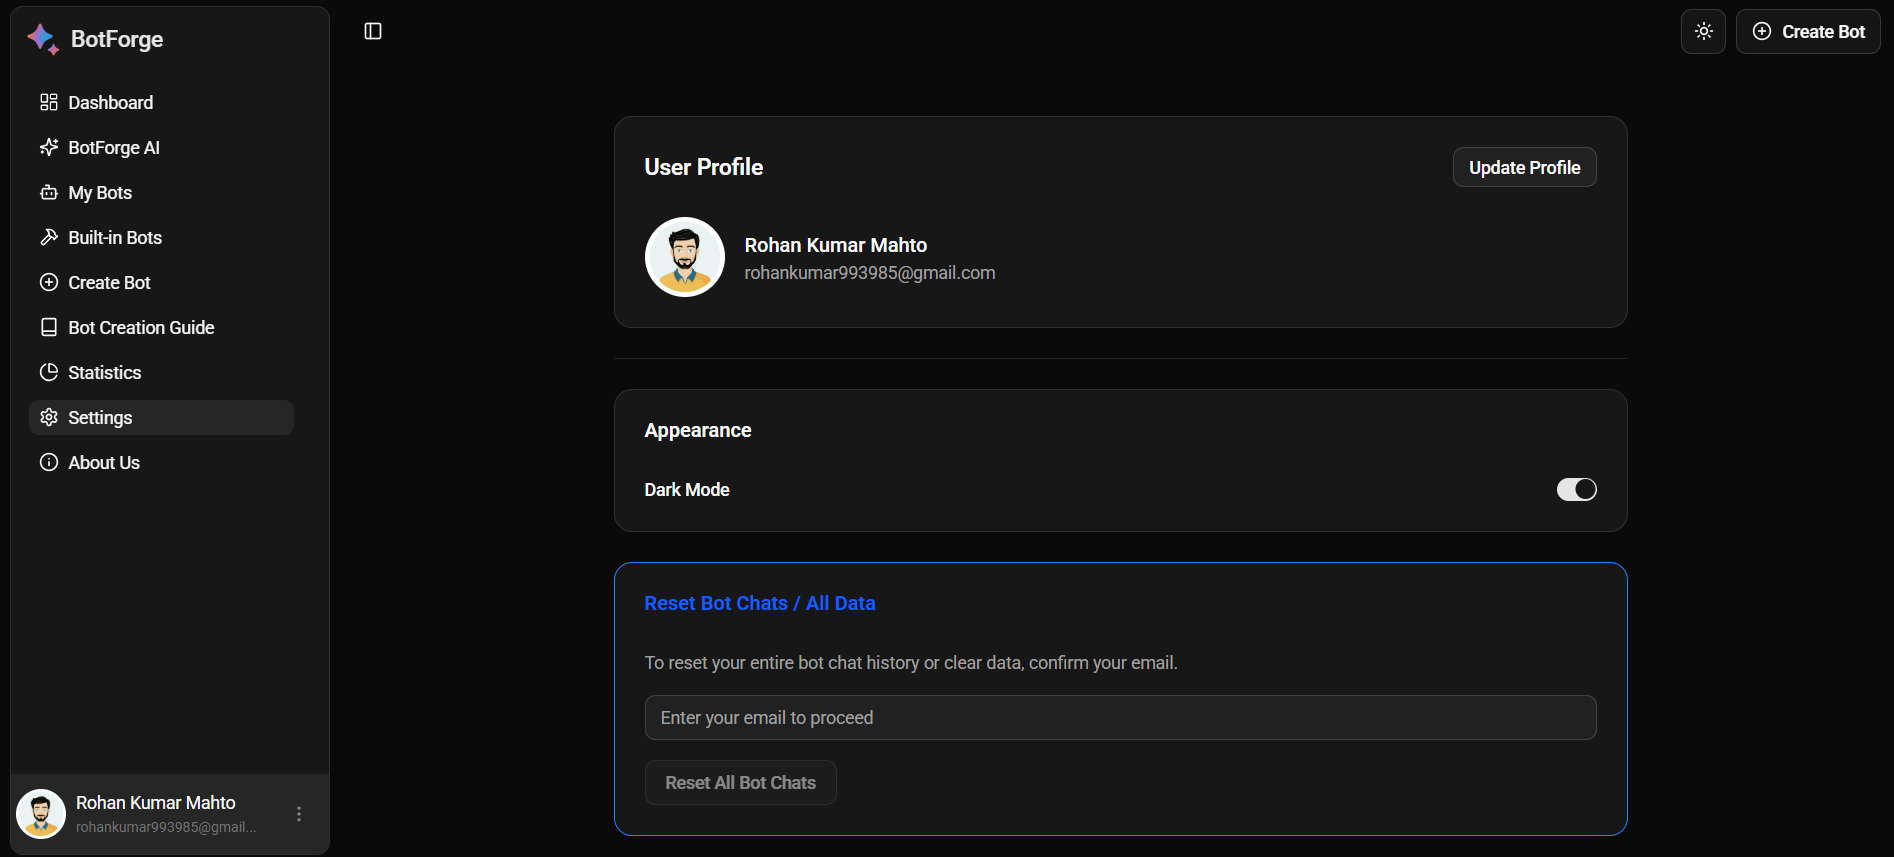 BotForge
Dashboard
BotForge AI
My Bots
Built-in Bots
Create Bot
Bot Creation Guide
Statistics
Settings
About Us
Rohan Kumar Mahto
rohankumar993985@gmail...
Create Bot
User Profile
Update Profile
Rohan Kumar Mahto
rohankumar993985@gmail.com
Appearance
Dark Mode
Reset Bot Chats / All Data
To reset your entire bot chat history or clear data, confirm your email.
Enter your email to proceed
Reset All Bot Chats